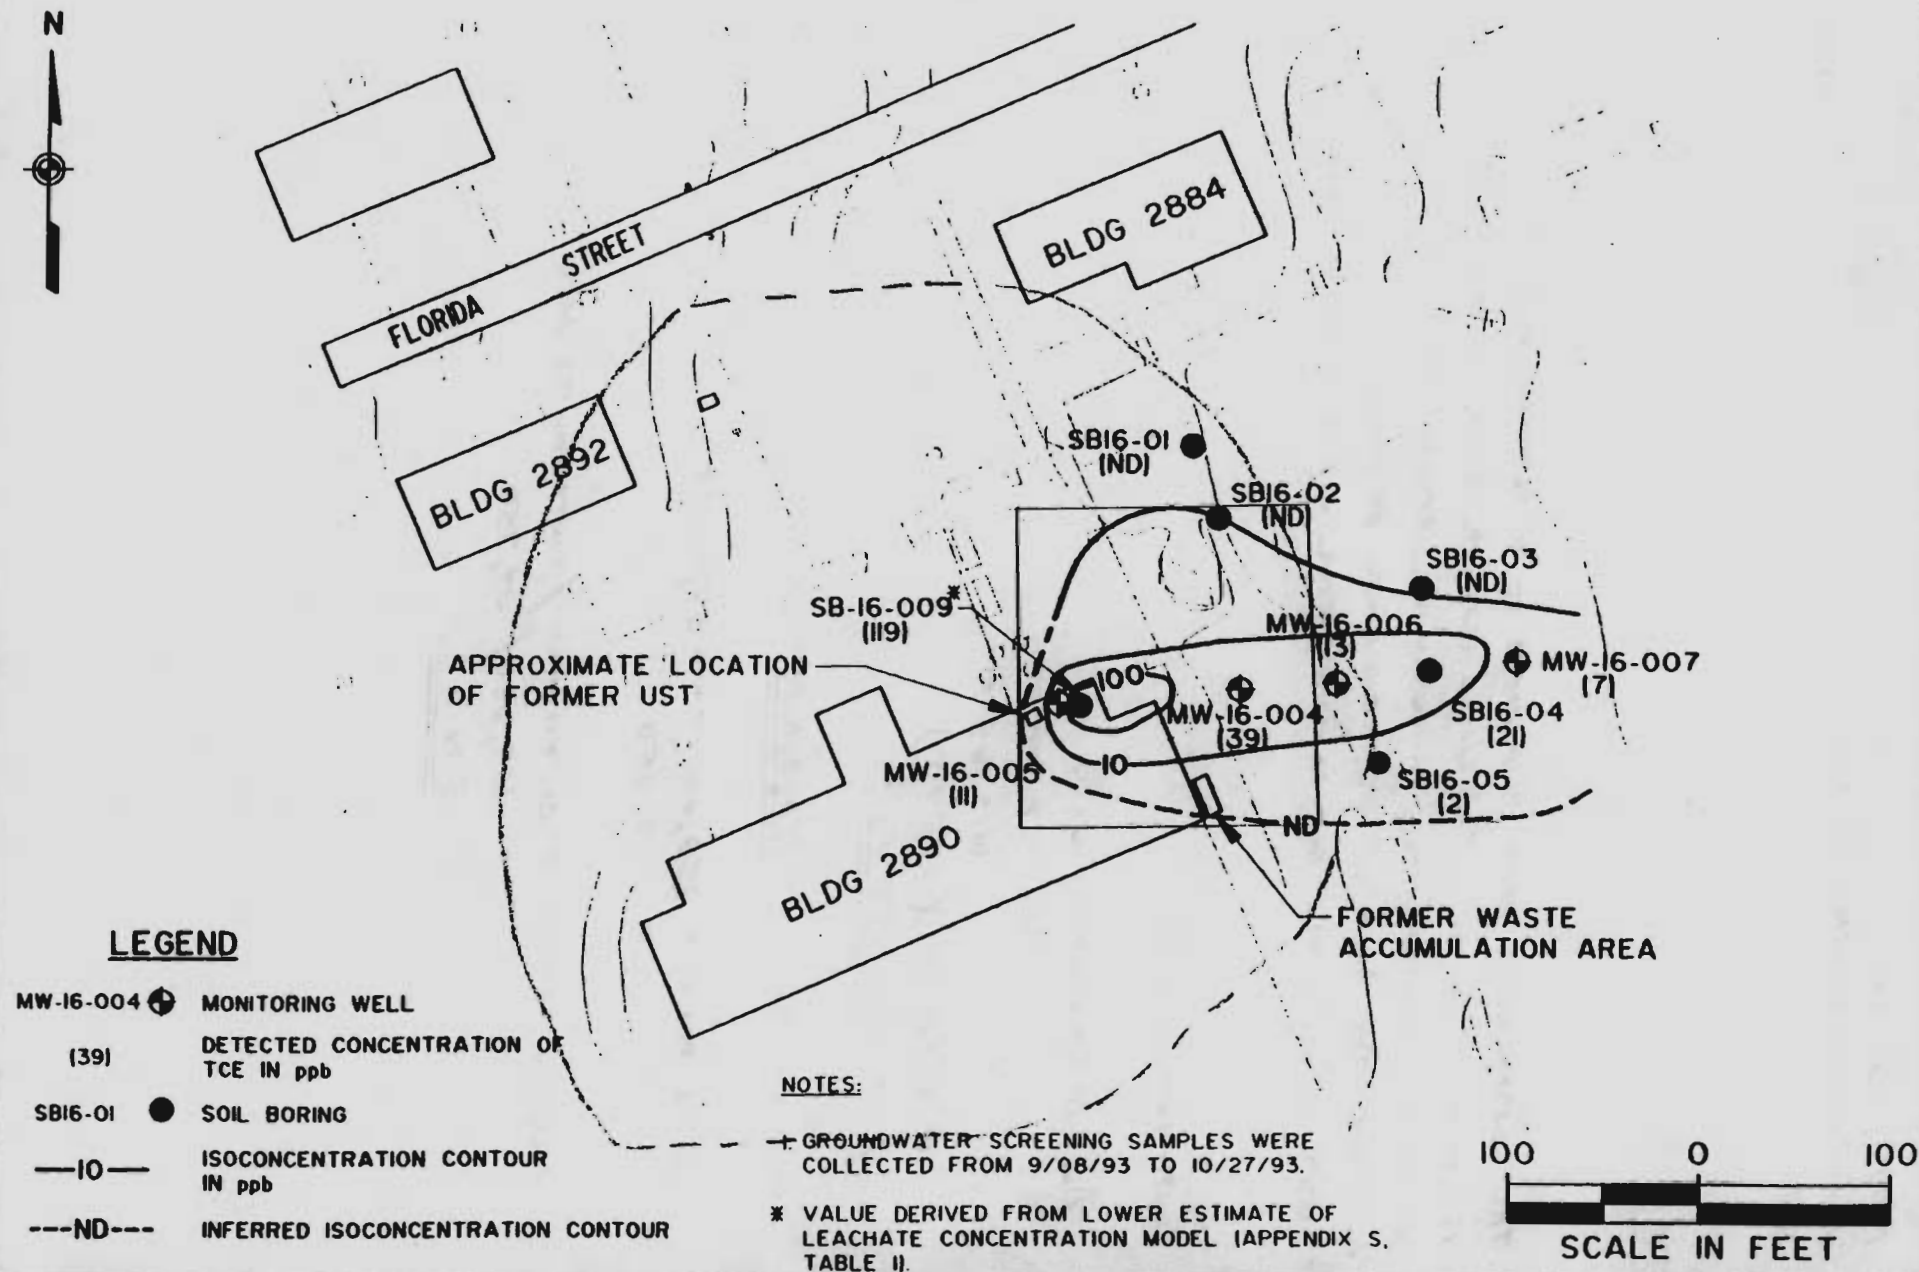 N
FLORIDA STREET
BLDG 2884
BLDG 2892
SB16-01
(ND)
SB16-02
(ND)
SB16-03
(ND)
SB-16-009*
(119)
MW-16-006
(13)
APPROXIMATE LOCATION
OF FORMER UST
100
MW-16-007
(7)
MW-16-004
(39)
SB16-04
(21)
MW-16-005
(11)
10
SB16-05
(2)
ND
BLDG 2890
FORMER WASTE
ACCUMULATION AREA
LEGEND
MW-16-004 MONITORING WELL
(39) DETECTED CONCENTRATION OF
TCE IN ppb
SB16-01 SOIL BORING
10 ISOCONCENTRATION CONTOUR
IN ppb
---ND--- INFERRED ISOCONCENTRATION CONTOUR
NOTES:
GROUNDWATER SCREENING SAMPLES WERE
COLLECTED FROM 9/08/93 TO 10/27/93.
* VALUE DERIVED FROM LOWER ESTIMATE OF
LEACHATE CONCENTRATION MODEL (APPENDIX S,
TABLE 1).
100 0 100
SCALE IN FEET